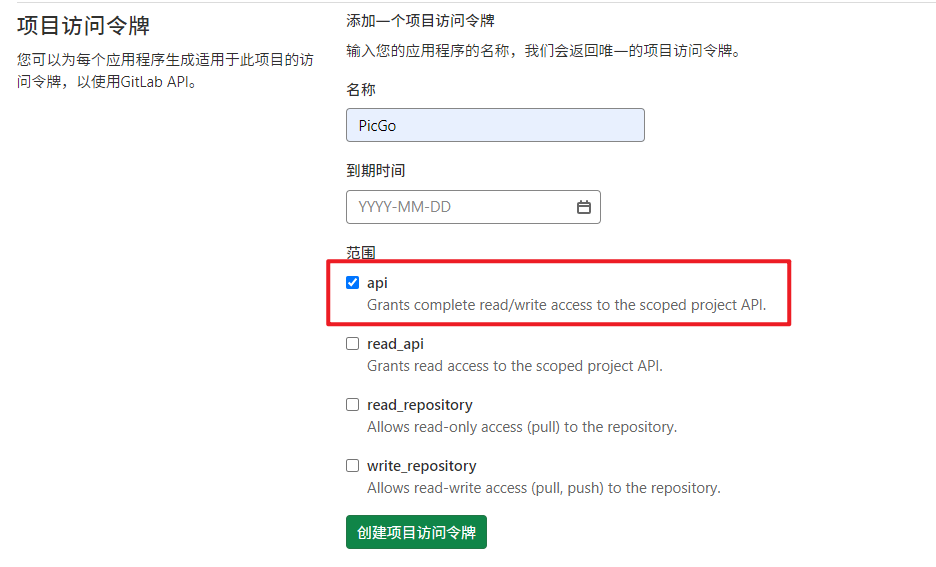 项目访问令牌
您可以为每个应用程序生成适用于此项目的访
问令牌，以使用GitLab API。
添加一个项目访问令牌
输入您的应用程序的名称，我们会返回唯一的项目访问令牌。
名称
PicGo
到期时间
YYYY-MM-DD
范围
api
Grants complete read/write access to the scoped project API.
read_api
Grants read access to the scoped project API.
read_repository
Allows read-only access (pull) to the repository.
write_repository
Allows read-write access (pull, push) to the repository.
创建项目访问令牌